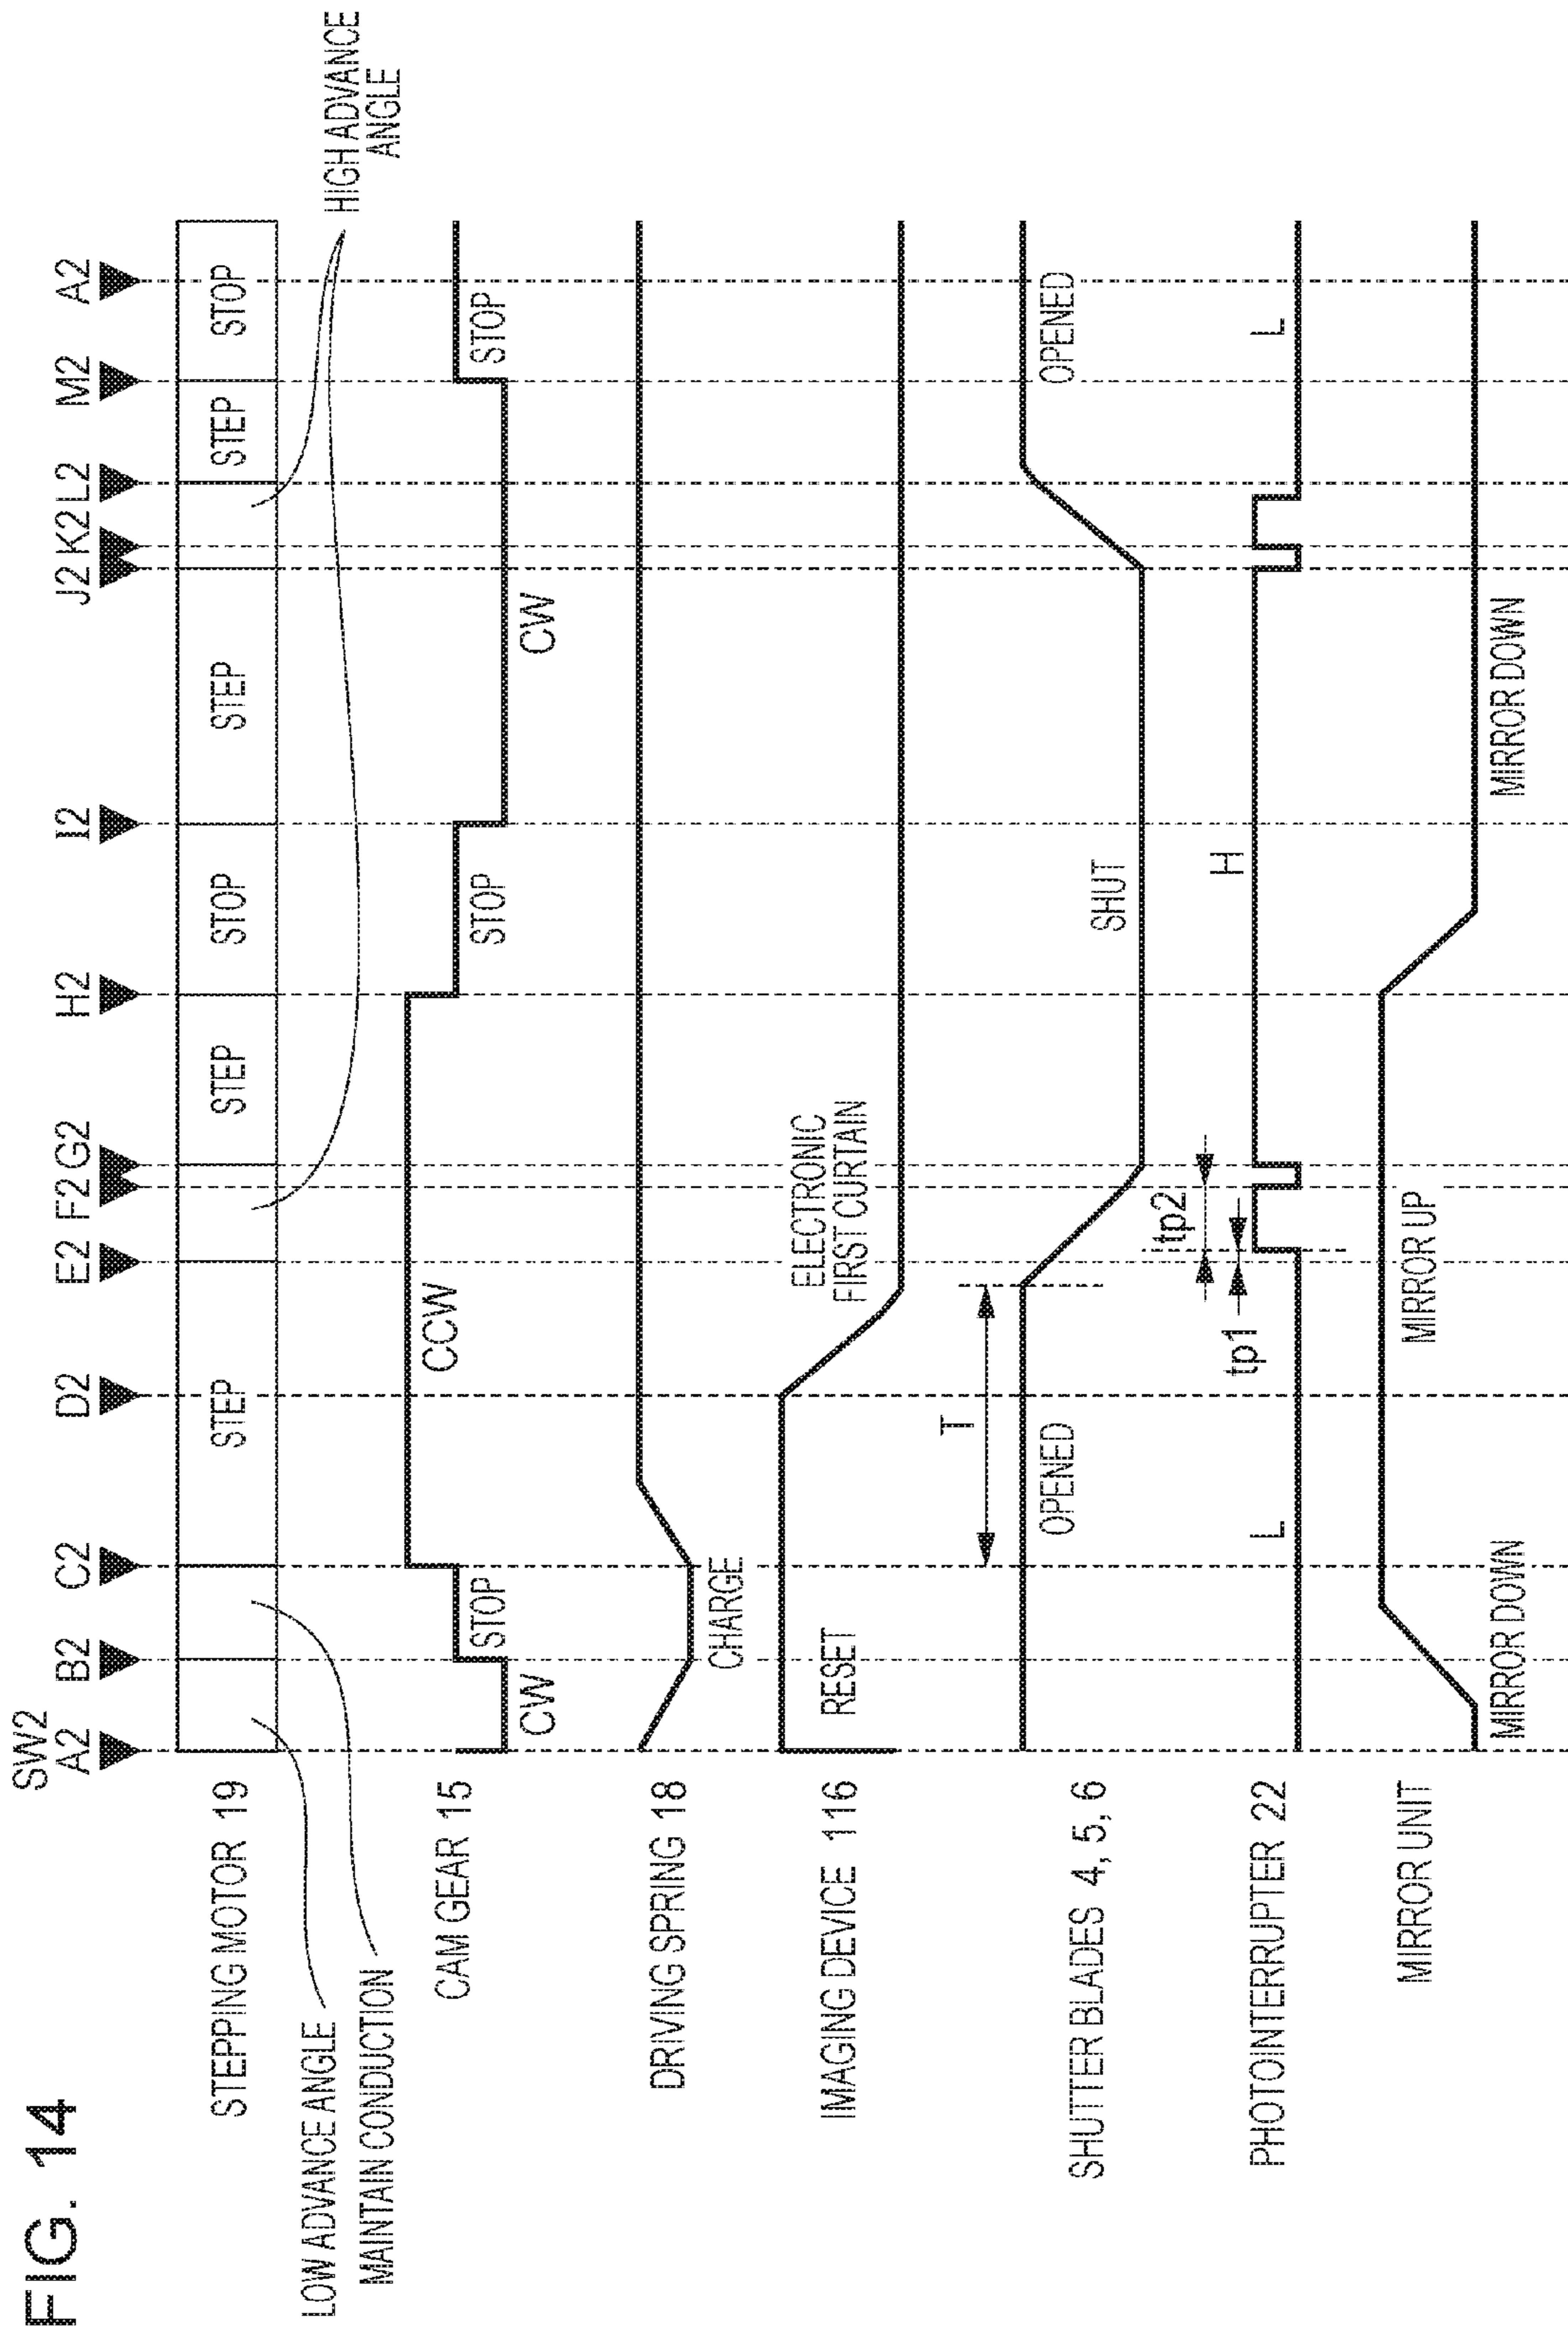 FIG. 14
SW2
A2
B2
C2
D2
E2
F2
G2
H2
I2
J2
K2
L2
M2
A2
STEPPING MOTOR 19
STEP
STEP
STOP
STEP
STEP
STOP
LOW ADVANCE ANGLE
MAINTAIN CONDUCTION
HIGH ADVANCE
ANGLE
CAM GEAR 15
CW
STOP
CCW
STOP
CW
STOP
DRIVING SPRING 18
CHARGE
IMAGING DEVICE 116
RESET
ELECTRONIC
FIRST CURTAIN
T
SHUTTER BLADES 4, 5, 6
OPENED
SHUT
OPENED
PHOTOINTERRUPTER 22
L
tp1
tp2
H
L
MIRROR UNIT
MIRROR DOWN
MIRROR UP
MIRROR DOWN